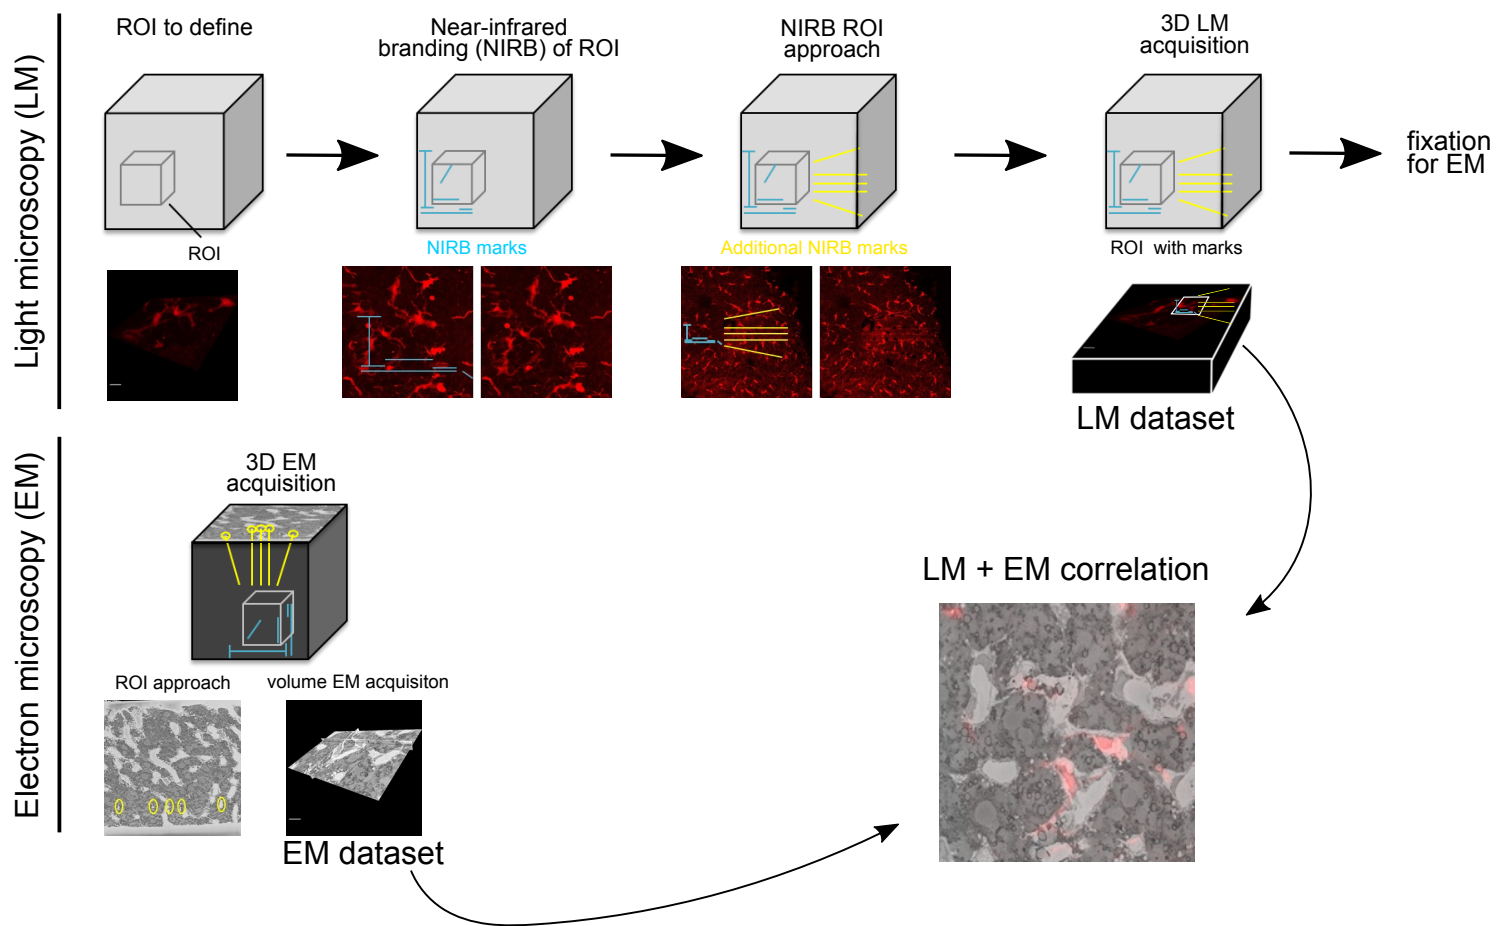 Light microscopy (LM)
ROI to define
Near-infrared
branding (NIRB) of ROI
NIRB ROI
approach
3D LM
acquisition
fixation
for EM
ROI
NIRB marks
Additional NIRB marks
ROI with marks
LM dataset
Electron microscopy (EM)
3D EM
acquisition
ROI approach
volume EM acquisiton
EM dataset
LM + EM correlation